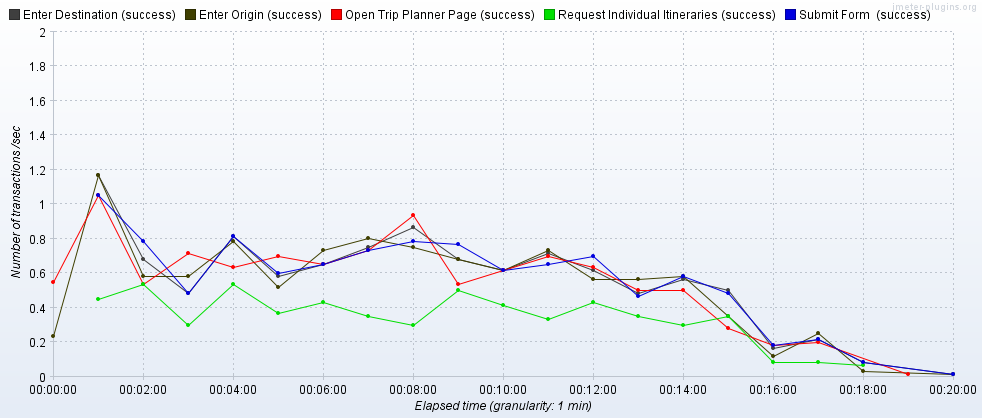 jmeter-plugins.org
Enter Destination (success) Enter Origin (success) Open Trip Planner Page (success) Request Individual Itineraries (success) Submit Form (success)
2
1.8
1.6
1.4
1.2
1
0.8
0.6
0.4
0.2
0
Number of transactions /sec
00:00:00 00:02:00 00:04:00 00:06:00 00:08:00 00:10:00 00:12:00 00:14:00 00:16:00 00:18:00 00:20:00
Elapsed time (granularity: 1 min)